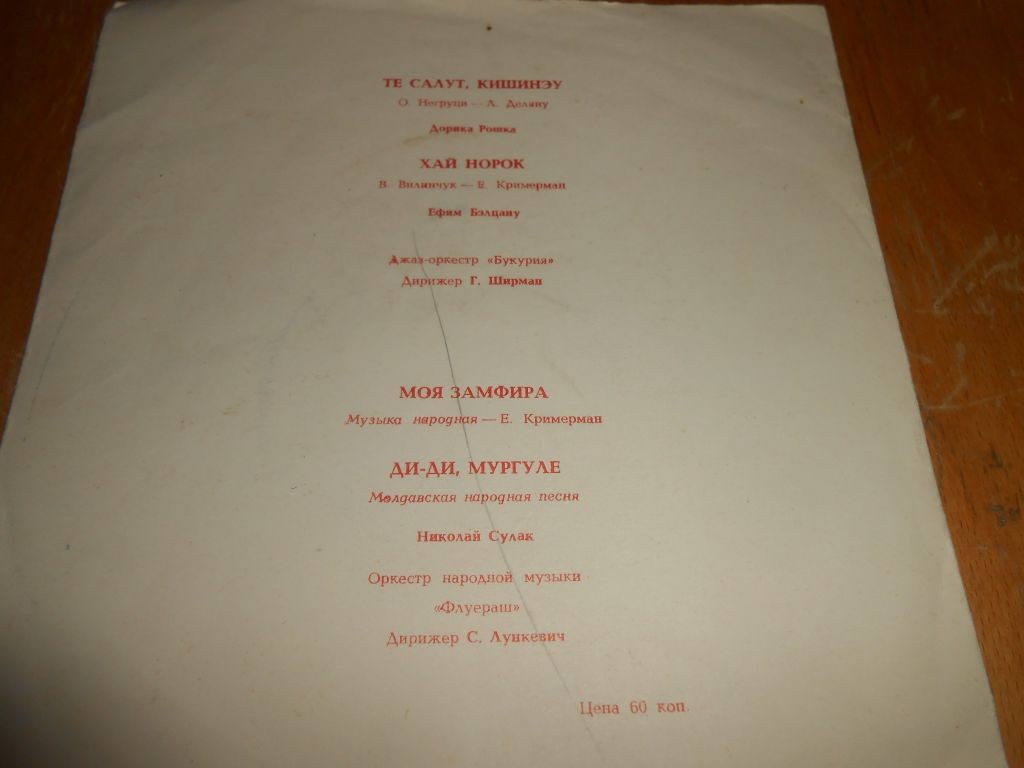 ТЕ САЛУТ, КИШИНЭУ
О. Негруци — Л. Деляну
Дорика Рошка
ХАЙ НОРОК
В. Вилинчук — Е. Кримерман
Ефим Бэлцану
Джаз-оркестр «Букурия»
Дирижер Г. Ширман
МОЯ ЗАМФИРА
Музыка народная — Е. Кримерман
ДИ-ДИ, МУРГУЛЕ
Молдавская народная песня
Николай Сулак
Оркестр народной музыки
«Флуераш»
Дирижер С. Лункевич
Цена 60 коп.